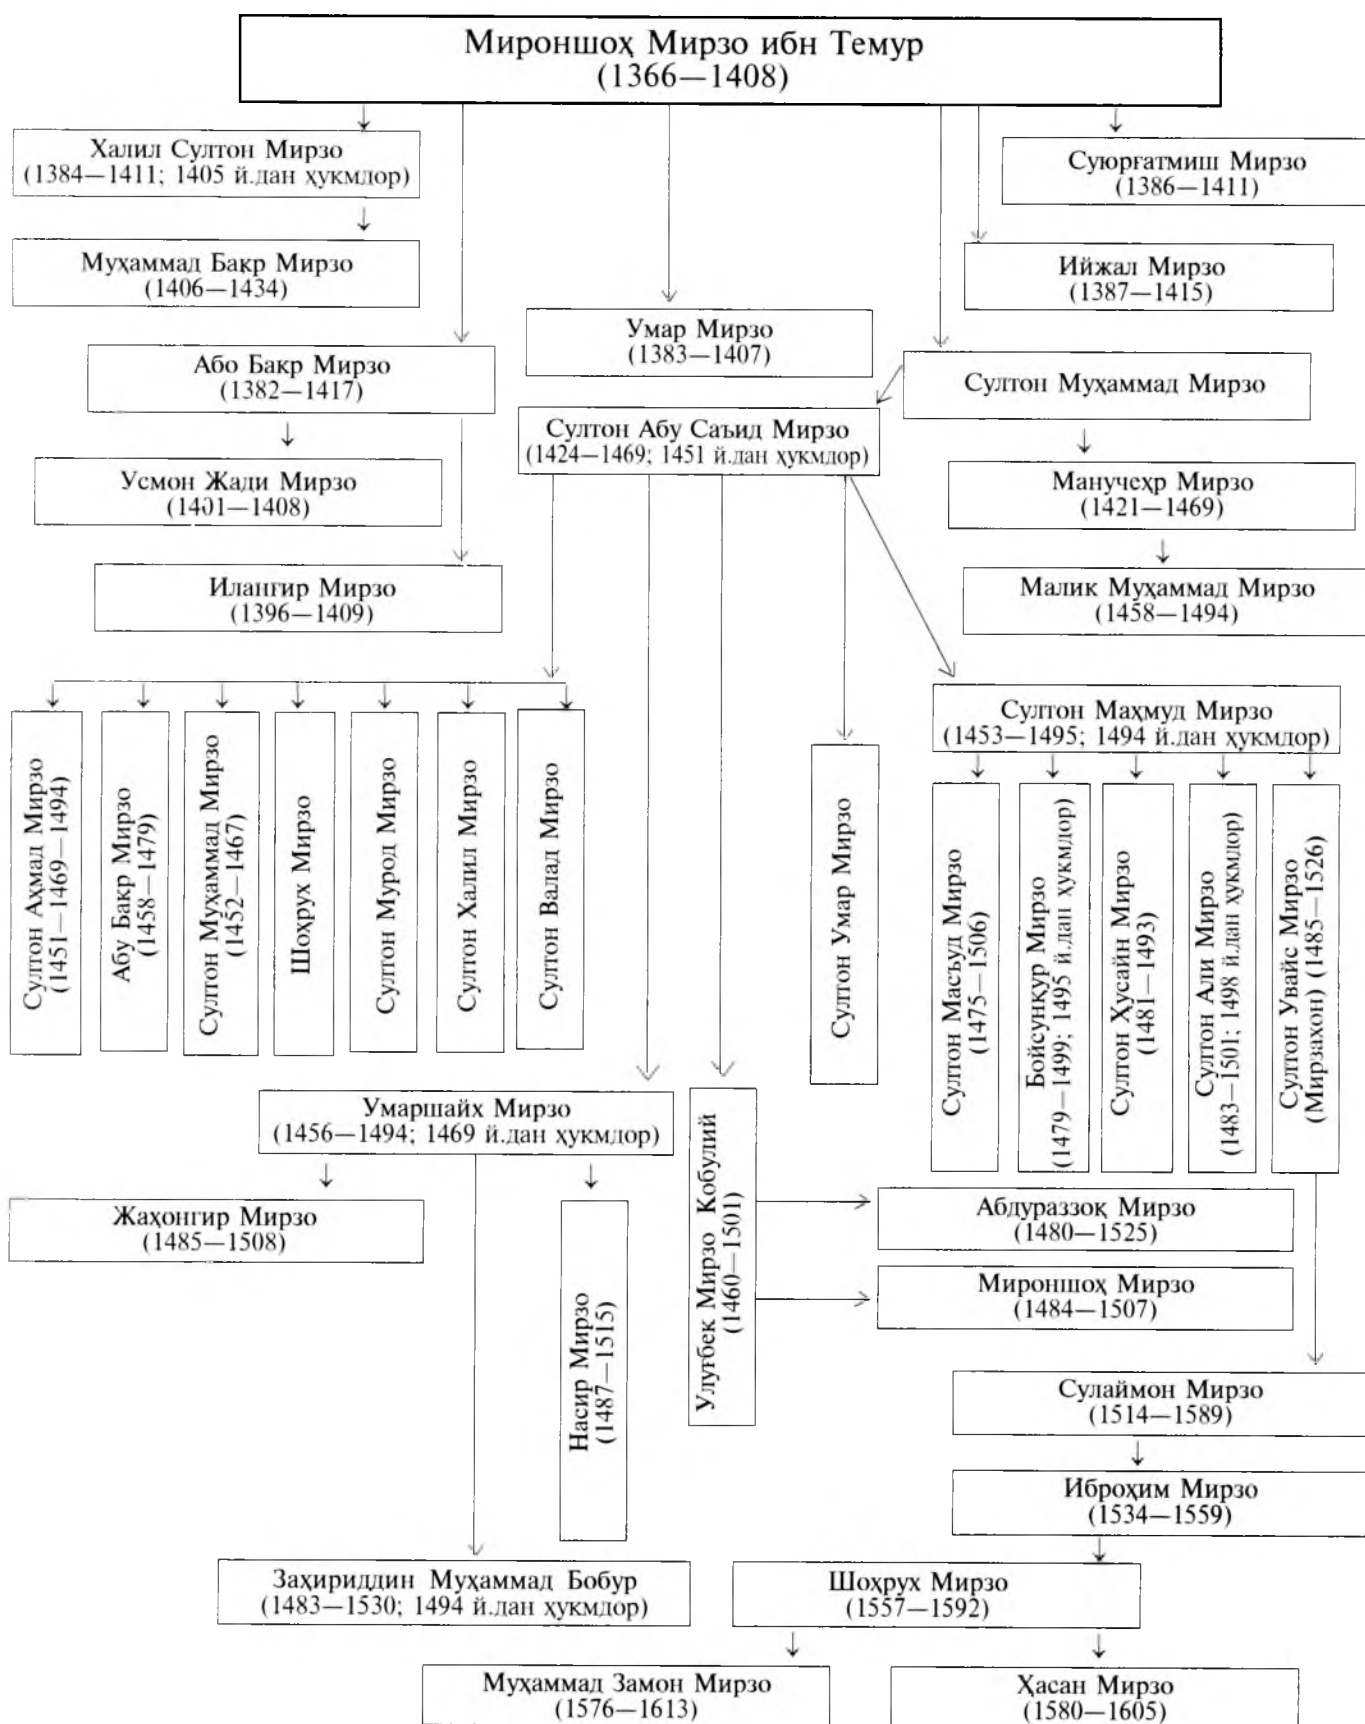 Мироншоҳ Мирзо ибн Темур
(1366—1408)
Халил Султон Мирзо
(1384—1411; 1405 й.дан ҳукмдор)
Суюрғатмиш Мирзо
(1386—1411)
Муҳаммад Бакр Мирзо
(1406—1434)
Ийжал Мирзо
(1387—1415)
Умар Мирзо
(1383—1407)
Або Бакр Мирзо
(1382—1417)
Султон Муҳаммад Мирзо
Султон Абу Саъид Мирзо
(1424—1469; 1451 й.дан ҳукмдор)
Усмон Жади Мирзо
(1401—1408)
Манучеҳр Мирзо
(1421—1469)
Илангир Мирзо
(1396—1409)
Малик Муҳаммад Мирзо
(1458—1494)
Султон Маҳмуд Мирзо
(1453—1495; 1494 й.дан ҳукмдор)
Султон Аҳмад Мирзо
(1451—1469—1494)
Абу Бакр Мирзо
(1458—1479)
Султон Муҳаммад Мирзо
(1452—1467)
Шоҳрух Мирзо
Султон Мурод Мирзо
Султон Халил Мирзо
Султон Валад Мирзо
Султон Умар Мирзо
Султон Масъуд Мирзо
(1475—1506)
Бойсунқур Мирзо
(1479—1499; 1495 й.дан ҳукмдор)
Султон Ҳусайн Мирзо
(1481—1493)
Султон Али Мирзо
(1483—1501; 1498 й.дан ҳукмдор)
Султон Увайс Мирзо
(Мирзахон) (1485—1526)
Умаршайх Мирзо
(1456—1494; 1469 й.дан ҳукмдор)
Улуғбек Мирзо Кобулий
(1460—1501)
Жаҳонгир Мирзо
(1485—1508)
Абдураззоқ Мирзо
(1480—1525)
Насир Мирзо
(1487—1515)
Мироншоҳ Мирзо
(1484—1507)
Сулаймон Мирзо
(1514—1589)
Иброҳим Мирзо
(1534—1559)
Заҳириддин Муҳаммад Бобур
(1483—1530; 1494 й.дан ҳукмдор)
Шоҳрух Мирзо
(1557—1592)
Муҳаммад Замон Мирзо
(1576—1613)
Ҳасан Мирзо
(1580—1605)